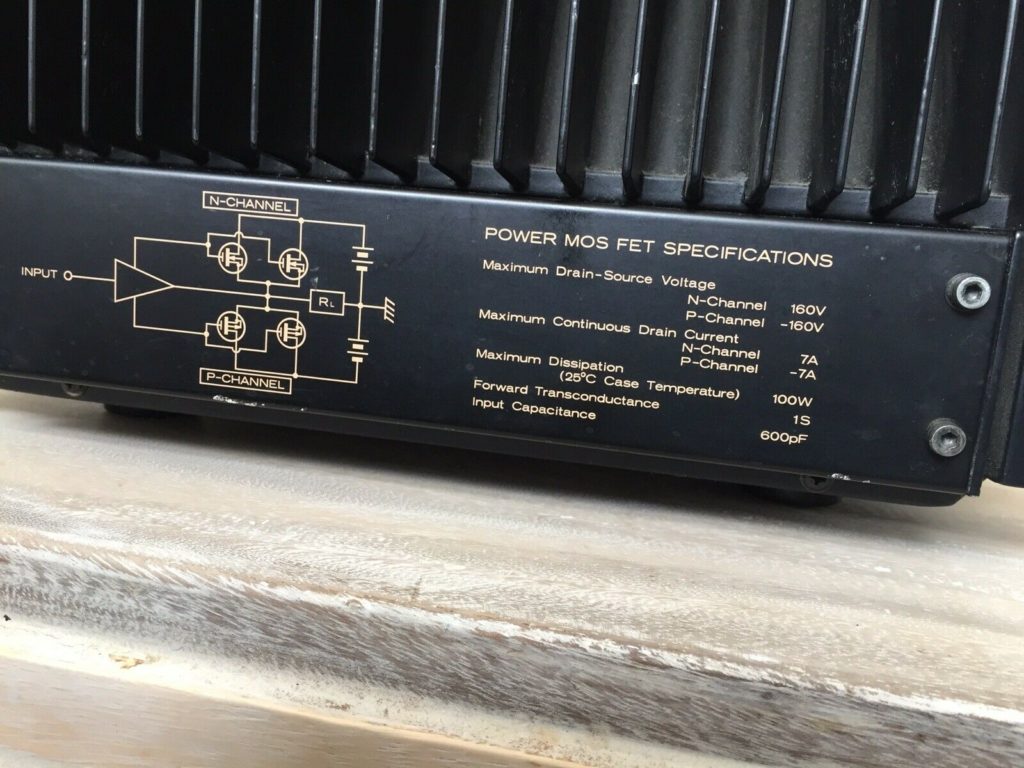 N-CHANNEL
INPUT
RL
P-CHANNEL
POWER MOS FET SPECIFICATIONS
Maximum Drain-Source Voltage
N-Channel 160V
P-Channel -160V
Maximum Continuous Drain Current
N-Channel 7A
P-Channel -7A
Maximum Dissipation
(25°C Case Temperature) 100W
Forward Transconductance 1S
Input Capacitance 600pF